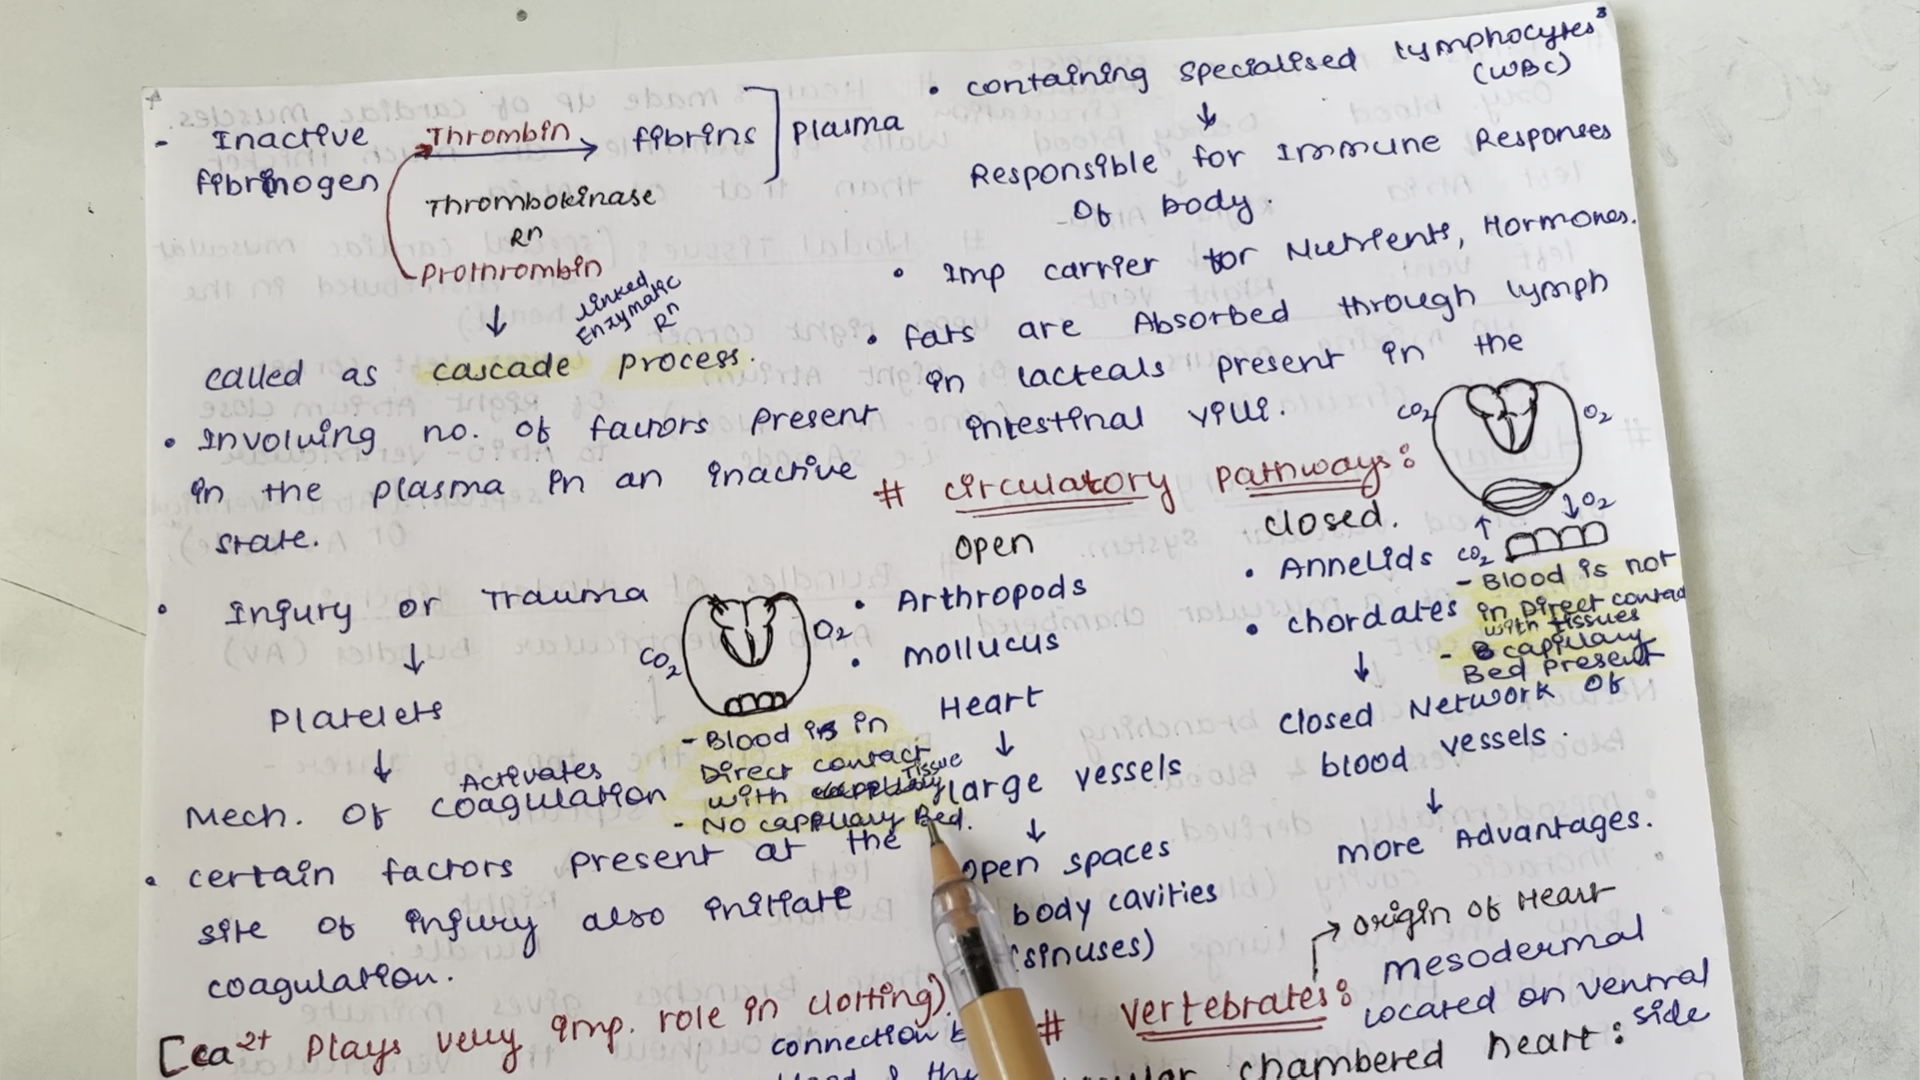 - Inactive Thrombin fibrins ] plasma
fibrinogen
Thrombokinase
Rn
Prothrombin
↓
Linked
Enzymatic
Rn
called as cascade process.
• Involving no. of factors present
in the plasma in an inactive
state.
• Injury or Trauma
↓
Platelets
↓ Activates
Mech. of coagulation
• certain factors present at the
site of injury also initiate
coagulation.
[Ca2+ plays very imp. role in clotting).
3
• containing specialised lymphocytes
(WBC)
↓
Responsible for Immune Responses
of body.
• Imp carrier for Nutrients, Hormones.
• fats are Absorbed through lymph
in lacteals present in the
intestinal villi.
# circulatory pathways:
open
• Arthropods
• mollucus
Heart
↓
large vessels
↓
open spaces
body cavities
(sinuses)
CO2
O2
- Blood is in
Direct contact
with Tissue
- No capillary Bed.
closed.
• Annelids
• chordates
↓
closed Network of
blood vessels.
↓
more Advantages.
CO2
O2
CO2 ↑
↓ O2
- Blood is not
in Direct contact
with tissues
- capillary
Bed present
# vertebrates:
→ origin of Heart
mesodermal
Located on ventral
side
connection
chambered heart:
the